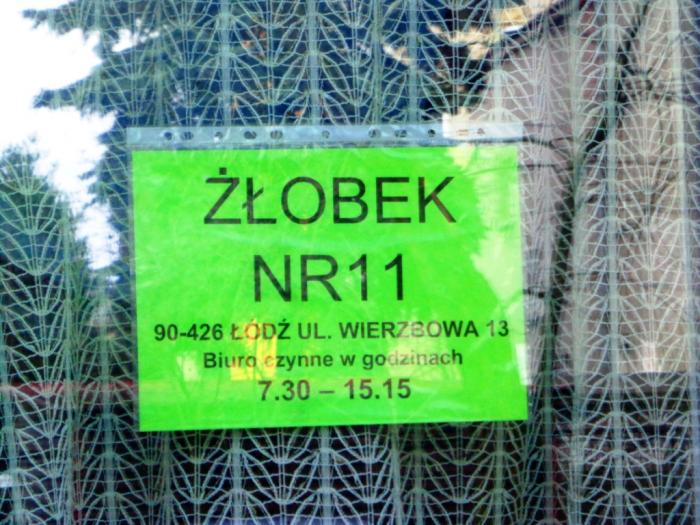 ŻŁOBEK
NR11
90-426 ŁÓDŹ UL. WIERZBOWA 13
Biuro czynne w godzinach
7.30 – 15.15